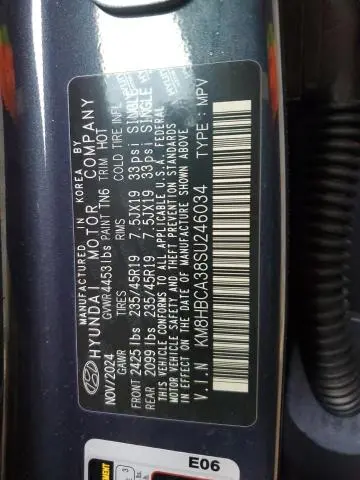 MANUFACTURED IN KOREA BY
HYUNDAI MOTOR COMPANY
NOV/2024 GVWR 4453 lbs PAINT TN6 TRIM HOT
GAWR TIRES RIMS COLD TIRE INFL
FRONT 2425 lbs 235/45R19 7.5JX19 33psi SINGLE
REAR 2099 lbs 235/45R19 7.5JX19 33psi SINGLE
THIS VEHICLE CONFORMS TO ALL APPLICABLE U.S.A. FEDERAL
MOTOR VEHICLE SAFETY AND THEFT PREVENTION STANDARDS
IN EFFECT ON THE DATE OF MANUFACTURE SHOWN ABOVE.
V.I.N : KM8HBCA38SU246034 TYPE : MPV
E06